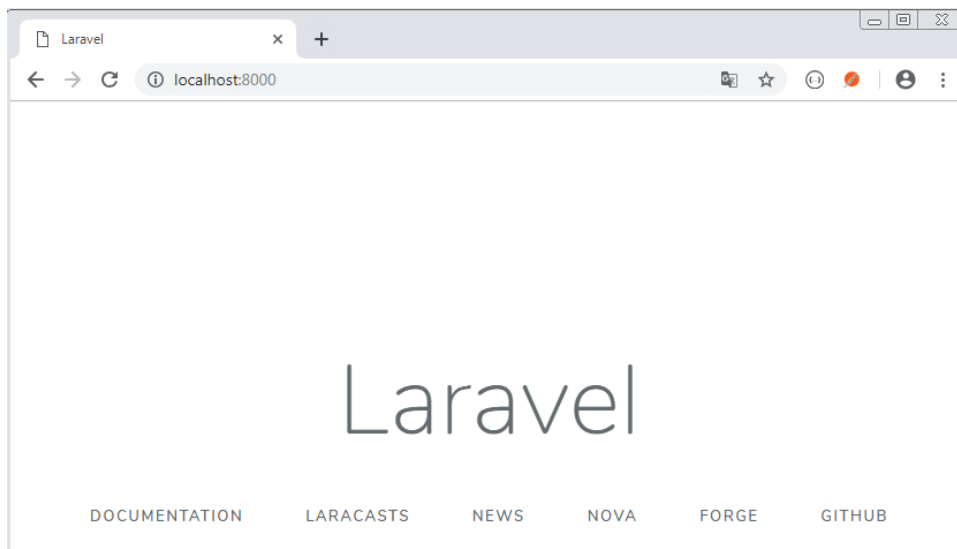 Laravel
localhost:8000
Laravel
DOCUMENTATION LARACASTS NEWS NOVA FORGE GITHUB